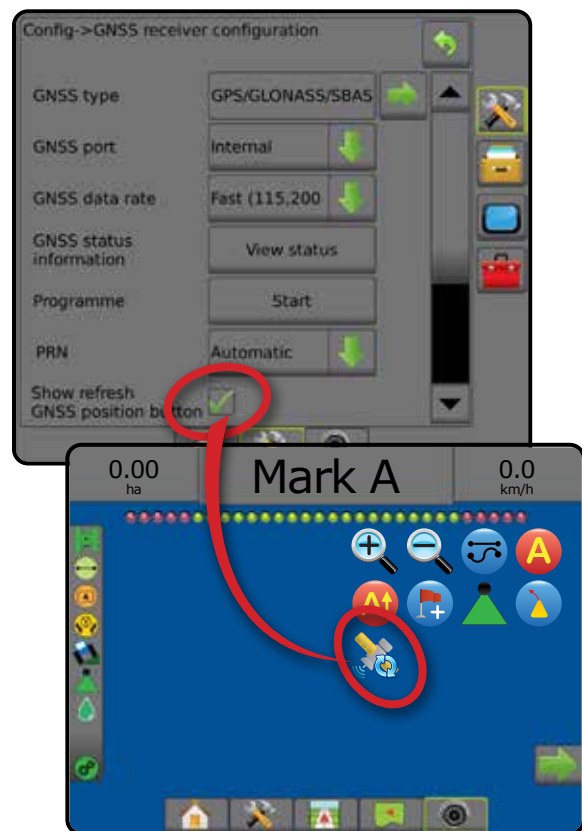 Config->GNSS receiver configuration
GNSS type GPS/GLONASS/SBAS
GNSS port Internal
GNSS data rate Fast (115,200
GNSS status
information
View status
Programme Start
PRN Automatic
Show refresh
GNSS position button
0.00
ha
Mark A
0.0
km/h
A
A